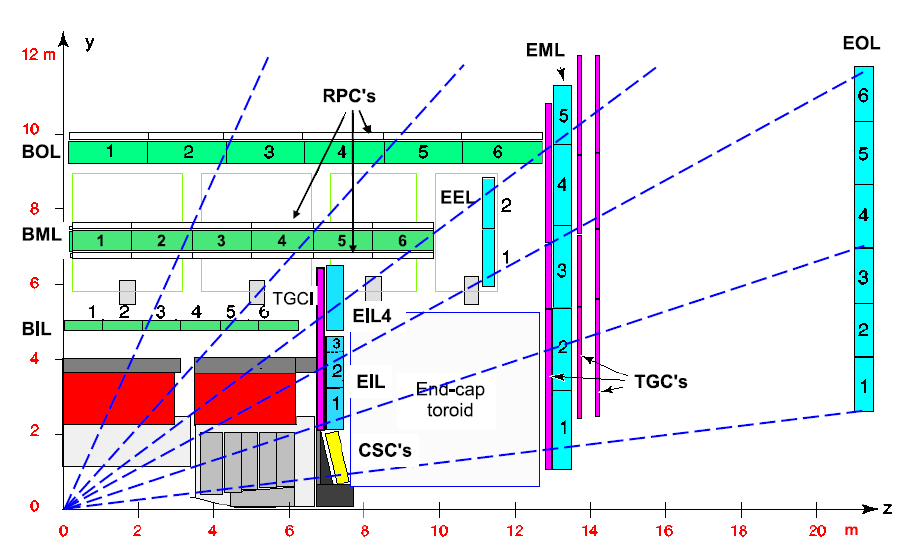 y
12 m
EML
EOL
RPC's
10
BOL
1 2 3 4 5 6
5
6
5
4
3
2
1
8
EEL
2
1
4
3
2
1
BML
1 2 3 4 5 6
6
TGCI
BIL
1 2 3 4 5 6
EIL4
4
3
2
1
EIL
End-cap
toroid
TGC's
2
CSC's
0
z
0 2 4 6 8 10 12 14 16 18 20 m